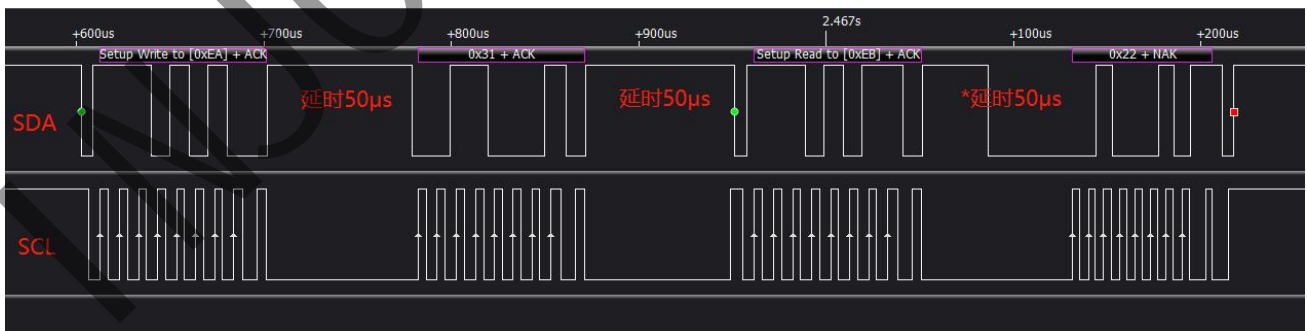 2.467s
+600us +700us +800us +900us +100us +200us
Setup Write to [0xEA] + ACK 0x31 + ACK Setup Read to [0xEB] + ACK 0x22 + NAK
延时50μs 延时50μs *延时50μs
SDA
SCL